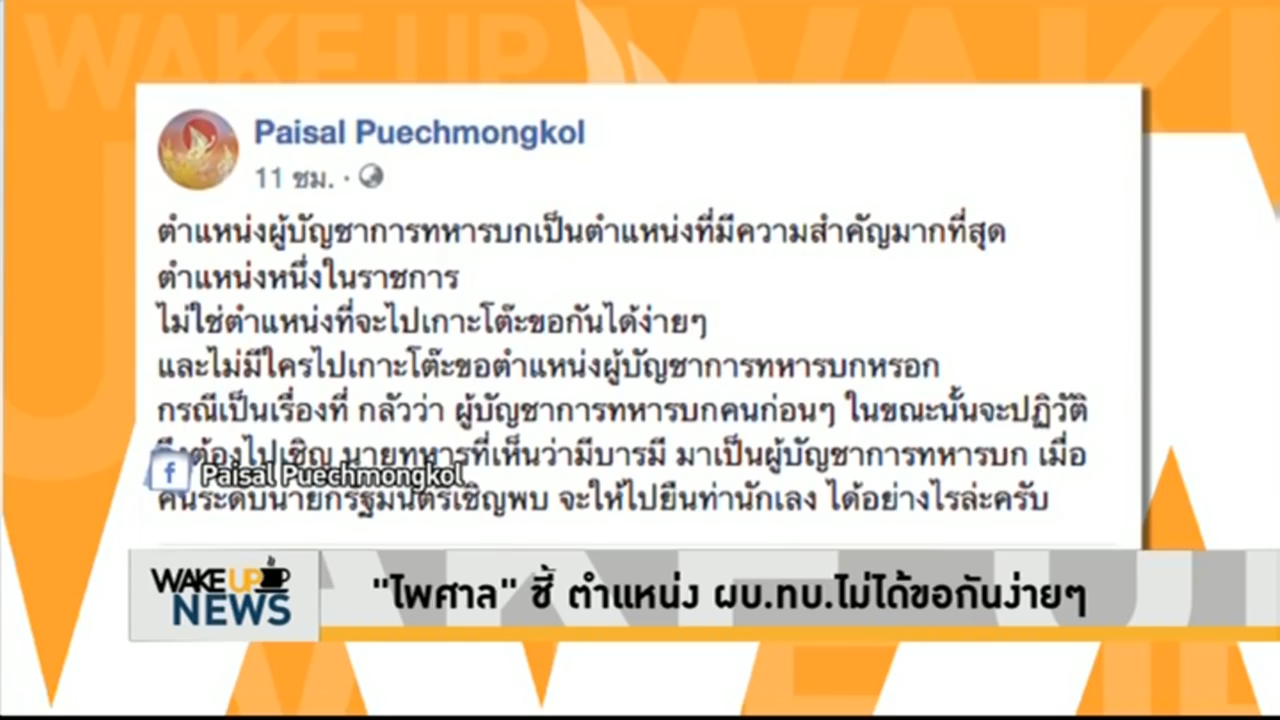 WAKE UP
Paisal Puechmongkol
11 ชม. ·
ตำแหน่งผู้บัญชาการทหารบกเป็นตำแหน่งที่มีความสำคัญมากที่สุด
ตำแหน่งหนึ่งในราชการ
ไม่ใช่ตำแหน่งที่จะไปเกาะโต๊ะขอกันได้ง่ายๆ
และไม่มีใครไปเกาะโต๊ะขอตำแหน่งผู้บัญชาการทหารบกหรอก
กรณีเป็นเรื่องที่ กลัวว่า ผู้บัญชาการทหารบกคนก่อนๆ ในขณะนั้นจะปฏิวัติ
จึงต้องไปเชิญ นายทหารที่เห็นว่ามีบารมี มาเป็นผู้บัญชาการทหารบก เมื่อ
f Paisal Puechmongkol
คนระดับนายกรัฐมนตรีเชิญพบ จะให้ไปยืนท่านักเลง ได้อย่างไรล่ะครับ
WAKE UP
NEWS
"ไพศาล" ชี้ ตำแหน่ง ผบ.ทบ.ไม่ได้ขอกันง่ายๆ